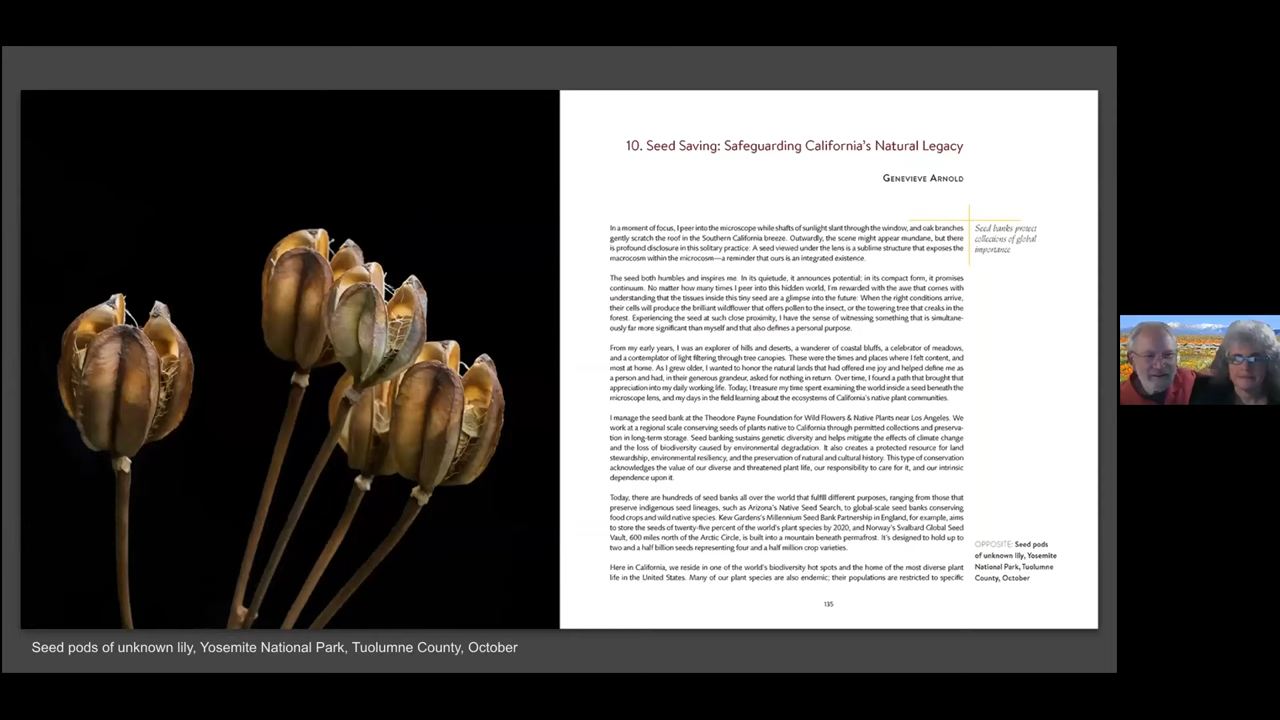 10. Seed Saving: Safeguarding California's Natural Legacy
GENEVIEVE ARNOLD
In a moment of focus, I peer into the microscope while shafts of sunlight slant through the window, and oak branches
gently scratch the roof in the Southern California breeze. Outwardly, the scene might appear mundane, but there
is profound disclosure in this solitary practice: A seed viewed under the lens is a sublime structure that exposes the
macrocosm within the microcosm—a reminder that ours is an integrated existence.
Seed banks protect
collections of global
importance
The seed both humbles and inspires me. In its quietude, it announces potential; in its compact form, it promises
continuum. No matter how many times I peer into this hidden world, I'm rewarded with the awe that comes with
understanding that the tissues inside this tiny seed are a glimpse into the future: When the right conditions arrive,
their cells will produce the brilliant wildflower that offers pollen to the insect, or the towering tree that creaks in the
forest. Experiencing the seed at such close proximity, I have the sense of witnessing something that is simultane-
ously far more significant than myself and that also defines a personal purpose.
From my early years, I was an explorer of hills and deserts, a wanderer of coastal bluffs, a celebrator of meadows,
and a contemplator of light filtering through tree canopies. These were the times and places where I felt content, and
most at home. As I grew older, I wanted to honor the natural lands that had offered me joy and helped define me as
a person and had, in their generous grandeur, asked for nothing in return. Over time, I found a path that brought that
appreciation into my daily working life. Today, I treasure my time spent examining the world inside a seed beneath the
microscope lens, and my days in the field learning about the ecosystems of California's native plant communities.
I manage the seed bank at the Theodore Payne Foundation for Wild Flowers & Native Plants near Los Angeles. We
work at a regional scale conserving seeds of plants native to California through permitted collections and preserva-
tion in long-term storage. Seed banking sustains genetic diversity and helps mitigate the effects of climate change
and the loss of biodiversity caused by environmental degradation. It also creates a protected resource for land
stewardship, environmental resiliency, and the preservation of natural and cultural history. This type of conservation
acknowledges the value of our diverse and threatened plant life, our responsibility to care for it, and our intrinsic
dependence upon it.
Today, there are hundreds of seed banks all over the world that fulfill different purposes, ranging from those that
preserve indigenous seed lineages, such as Arizona's Native Seed Search, to global-scale seed banks conserving
food crops and wild native species. Kew Gardens's Millennium Seed Bank Partnership in England, for example, aims
to store the seeds of twenty-five percent of the world's plant species by 2020, and Norway's Svalbard Global Seed
Vault, 600 miles north of the Arctic Circle, is built into a mountain beneath permafrost. It's designed to hold up to
two and a half billion seeds representing four and a half million crop varieties.
Here in California, we reside in one of the world's biodiversity hot spots and the home of the most diverse plant
life in the United States. Many of our plant species are also endemic; their populations are restricted to specific
OPPOSITE: Seed pods
of unknown lily, Yosemite
National Park, Tuolumne
County, October
135
Seed pods of unknown lily, Yosemite National Park, Tuolumne County, October